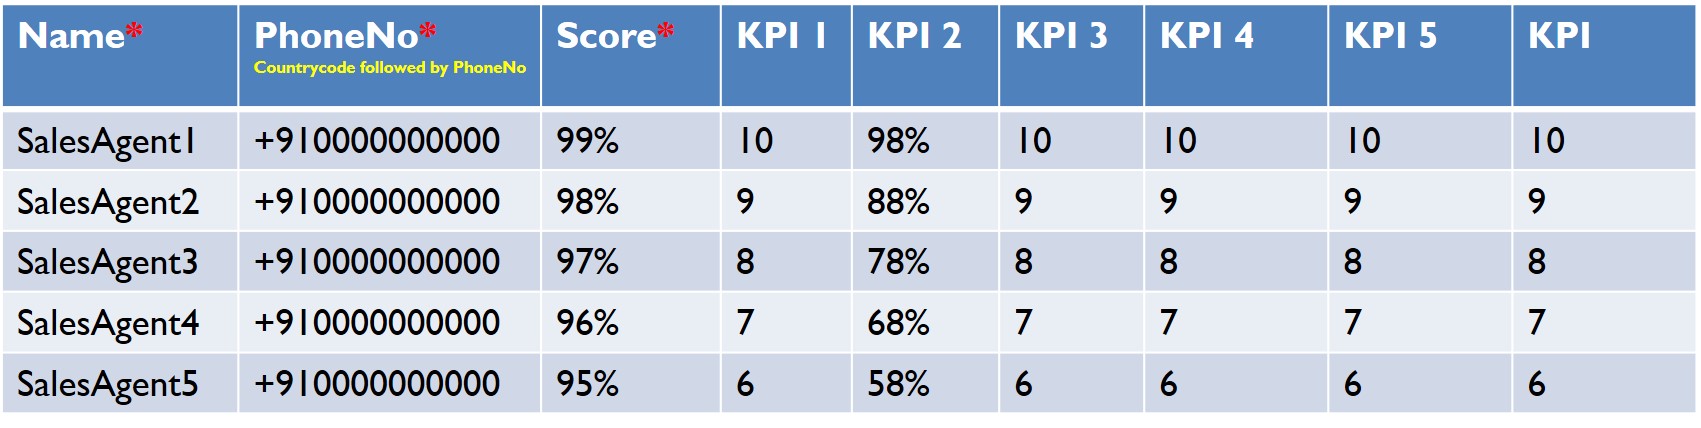 Name* PhoneNo* Score* KPI 1 KPI 2 KPI 3 KPI 4 KPI 5 KPI
Countrycode followed by PhoneNo
SalesAgent1 +910000000000 99% 10 98% 10 10 10 10
SalesAgent2 +910000000000 98% 9 88% 9 9 9 9
SalesAgent3 +910000000000 97% 8 78% 8 8 8 8
SalesAgent4 +910000000000 96% 7 68% 7 7 7 7
SalesAgent5 +910000000000 95% 6 58% 6 6 6 6